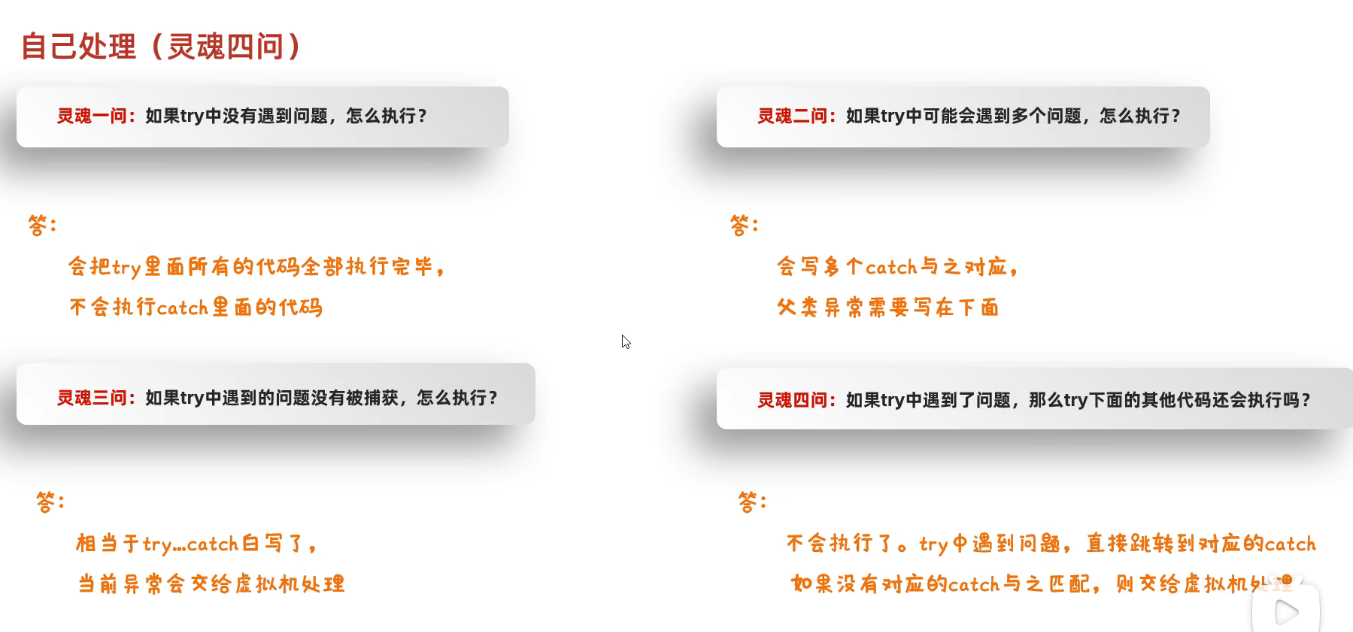 自己处理（灵魂四问）
灵魂一问：如果try中没有遇到问题，怎么执行？
答：
会把try里面所有的代码全部执行完毕，
不会执行catch里面的代码
灵魂二问：如果try中可能会遇到多个问题，怎么执行？
答：
会写多个catch与之对应，
父类异常需要写在下面
灵魂三问：如果try中遇到的问题没有被捕获，怎么执行？
答：
相当于try...catch白写了，
当前异常会交给虚拟机处理
灵魂四问：如果try中遇到了问题，那么try下面的其他代码还会执行吗？
答：
不会执行了。try中遇到问题，直接跳转到对应的catch
如果没有对应的catch与之匹配，则交给虚拟机处理